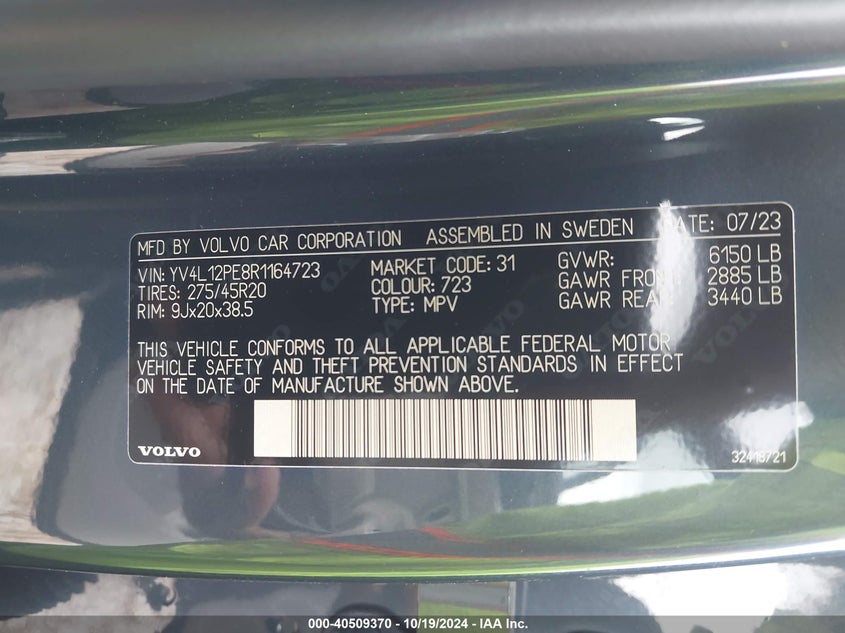 MFD BY VOLVO CAR CORPORATION ASSEMBLED IN SWEDEN DATE: 07/23
VIN: YV4L12PE8R1164723 MARKET CODE: 31 GVWR: 6150 LB
TIRES: 275/45R20 COLOUR: 723 GAWR FRONT: 2885 LB
RIM: 9Jx20x38.5 TYPE: MPV GAWR REAR: 3440 LB
THIS VEHICLE CONFORMS TO ALL APPLICABLE FEDERAL MOTOR
VEHICLE SAFETY AND THEFT PREVENTION STANDARDS IN EFFECT
ON THE DATE OF MANUFACTURE SHOWN ABOVE.
VOLVO 32418721
000-40509370 - 10/19/2024 - IAA Inc.